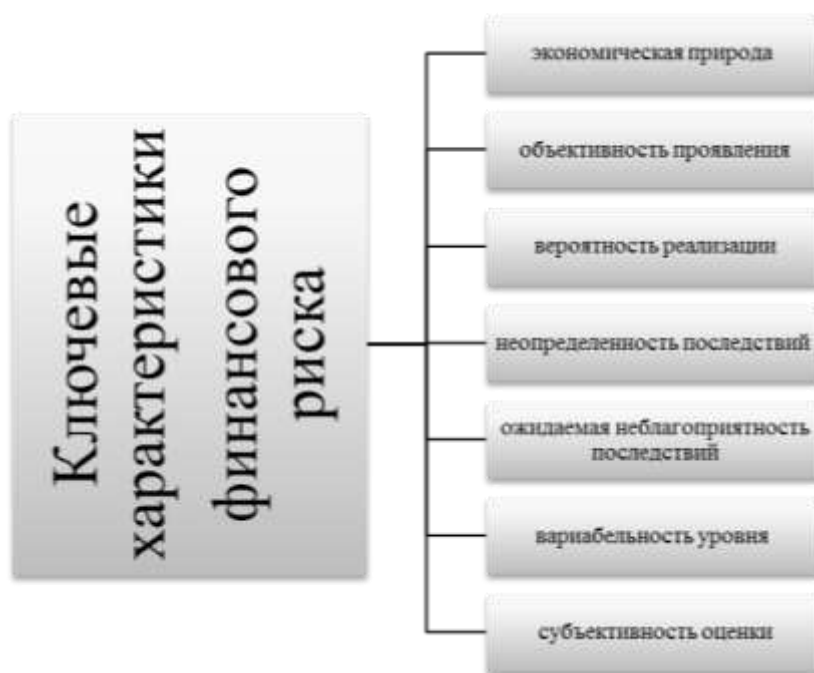 Ключевые
характеристики
финансового
риска
экономическая природа
объективность проявления
вероятность реализации
неопределенность последствий
ожидаемая неблагоприятность
последствий
вариабельность уровня
субъективность оценки